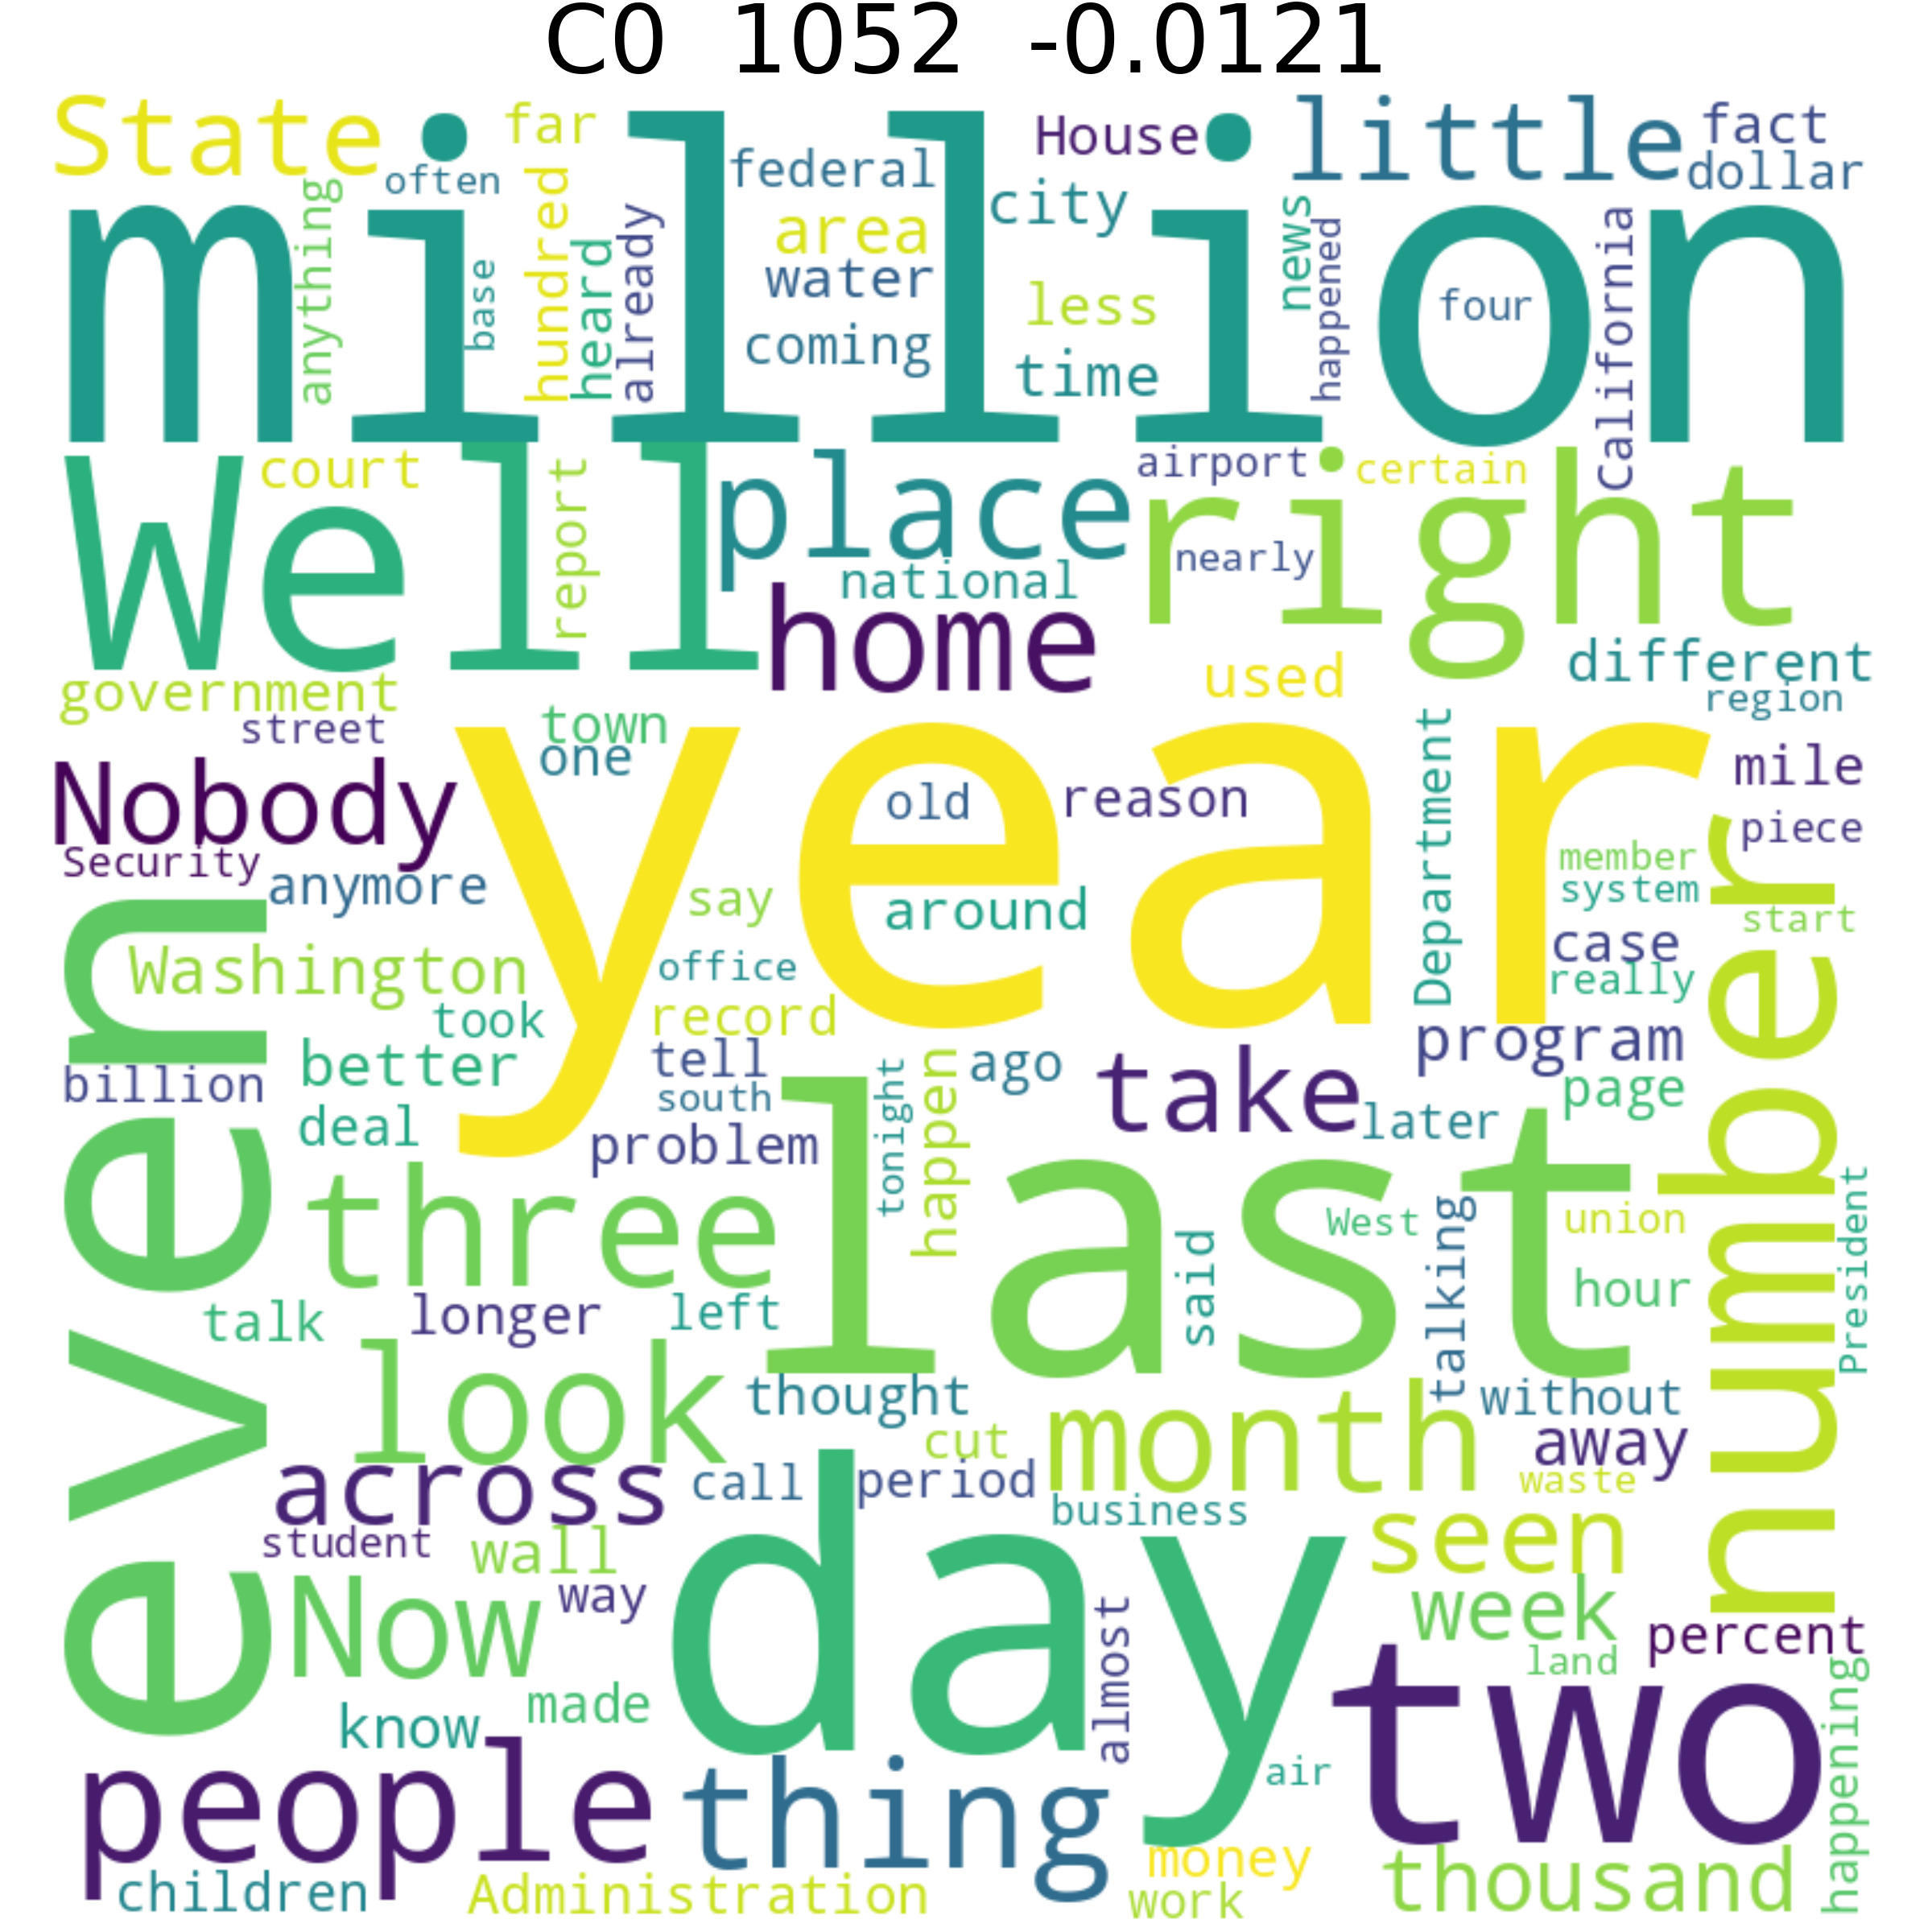 C0 1052 -0.0121
State
far
House
little
fact
often
federal
dollar
city
million
anything
hundred
already
area
news
happened
California
heard
base
water
less
four
coming
time
well
court
report
place
airport
certain
right
nearly
national
home
different
used
government
region
street
town
one
year
Nobody
old
reason
Department
mile
piece
Security
anymore
say
around
member
system
start
even
Washington
office
case
really
number
took
record
program
better
tell
ago
take
billion
south
tonight
happen
page
deal
problem
later
three
last
said
West
talking
union
President
talk
longer
left
hour
look
thought
month
without
cut
away
across
call
period
waste
business
student
wall
day
seen
Now
way
week
almost
percent
land
made
two
know
happening
people
thing
air
money
thousand
children
Administration
work